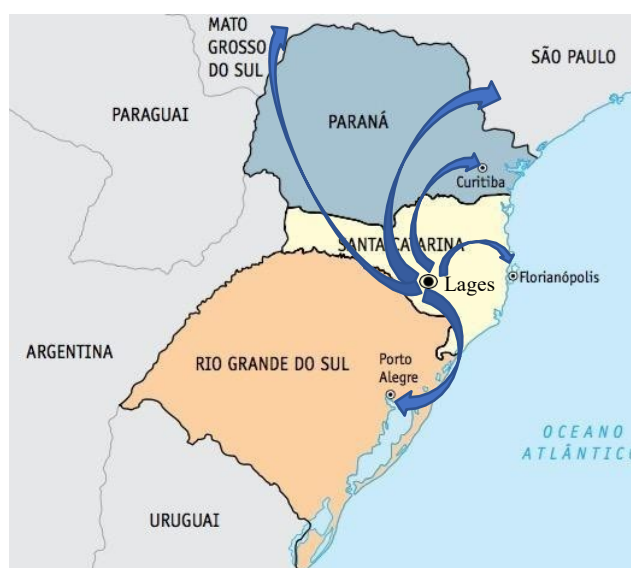 MATO
GROSSO
DO SUL
SÃO PAULO
PARAGUAI
PARANÁ
Curitiba
SANTA CATARINA
Florianópolis
Lages
ARGENTINA
RIO GRANDE DO SUL
Porto
Alegre
OCEANO
ATLÂNTICO
URUGUAI